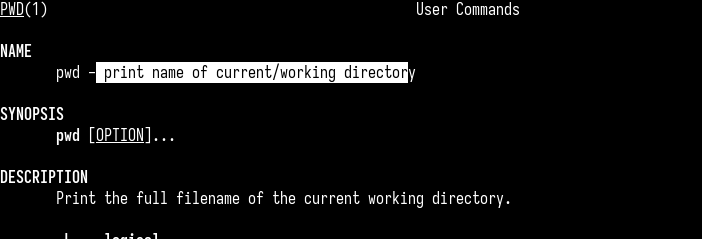 PWD(1) User Commands
NAME
pwd - print name of current/working directory
SYNOPSIS
pwd [OPTION]...
DESCRIPTION
Print the full filename of the current working directory.